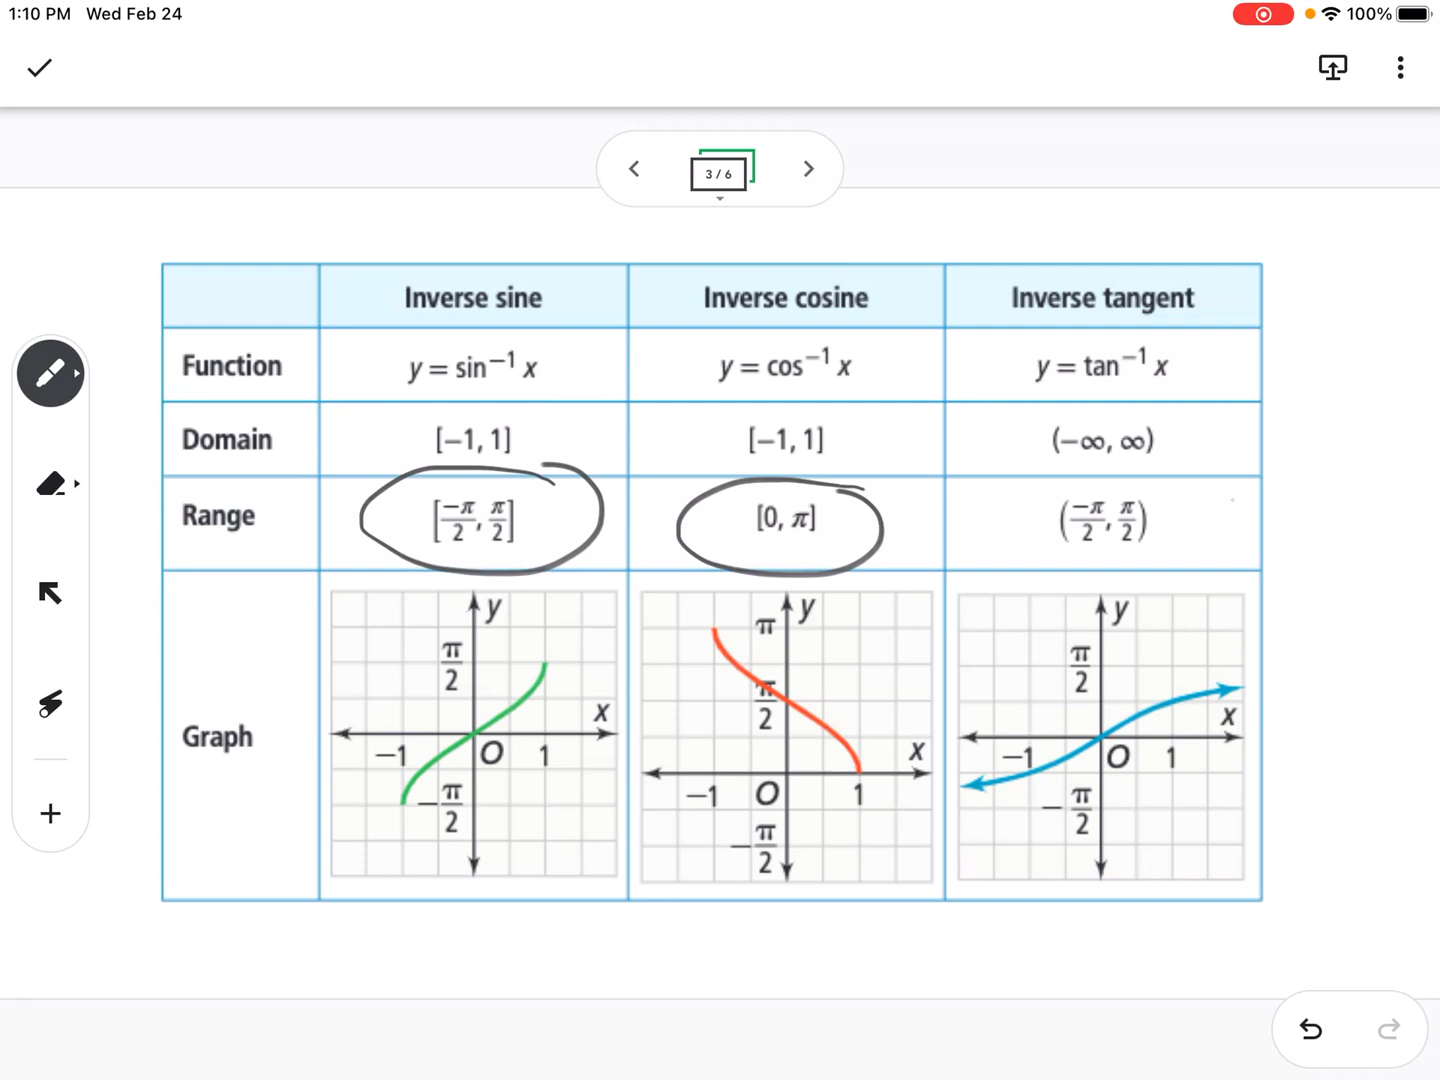 1:10 PM Wed Feb 24 100%
3 / 6
Inverse sine Inverse cosine Inverse tangent
Function y = sin⁻¹ x y = cos⁻¹ x y = tan⁻¹ x
Domain [−1, 1] [−1, 1] (−∞, ∞)
Range [−π/2, π/2] [0, π] (−π/2, π/2)
Graph
y π/2 x −1 O 1 −π/2
y π π/2 x −1 O 1 −π/2
y π/2 x −1 O 1 −π/2